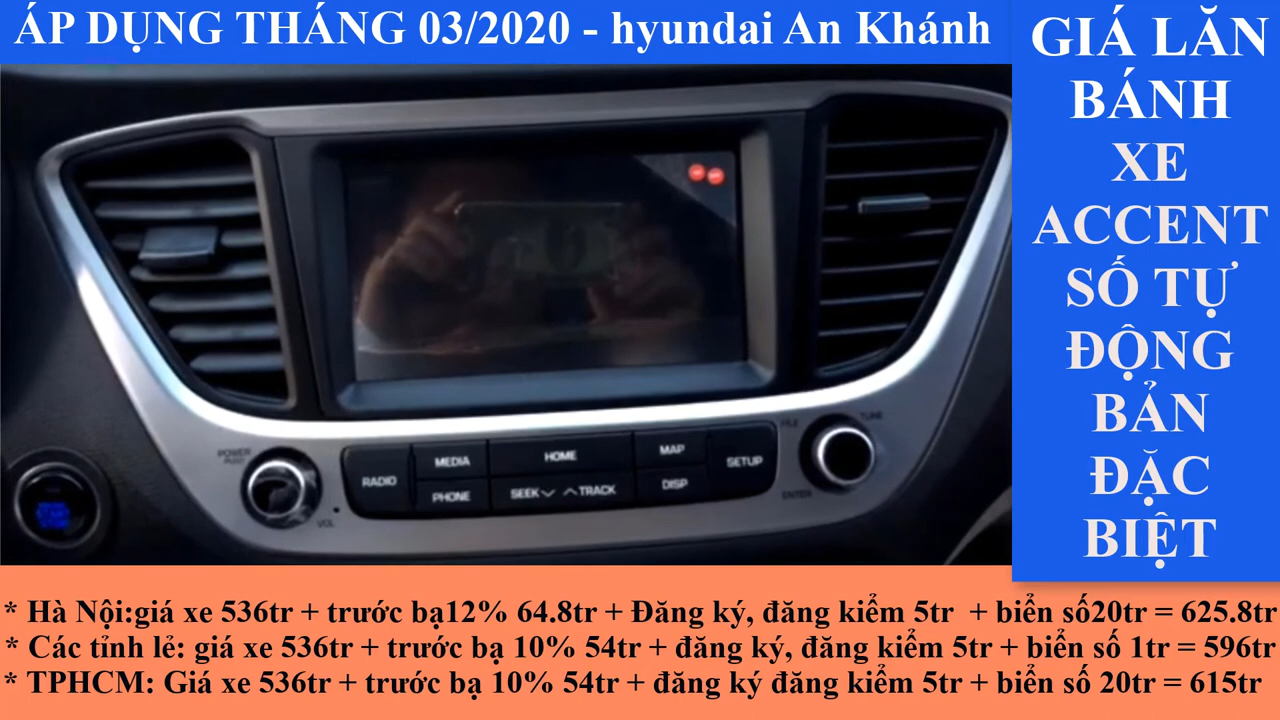 ÁP DỤNG THÁNG 03/2020 - hyundai An Khánh
GIÁ LĂN
BÁNH
XE
ACCENT
SỐ TỰ
ĐỘNG
BẢN
ĐẶC
BIỆT
POWER
PUSH
VOL
RADIO
MEDIA
PHONE
HOME
SEEK
TRACK
MAP
DISP
SETUP
FILE
TUNE
ENTER
* Hà Nội:giá xe 536tr + trước bạ12% 64.8tr + Đăng ký, đăng kiểm 5tr + biển số20tr = 625.8tr
* Các tỉnh lẻ: giá xe 536tr + trước bạ 10% 54tr + đăng ký, đăng kiểm 5tr + biển số 1tr = 596tr
* TPHCM: Giá xe 536tr + trước bạ 10% 54tr + đăng ký đăng kiểm 5tr + biển số 20tr = 615tr